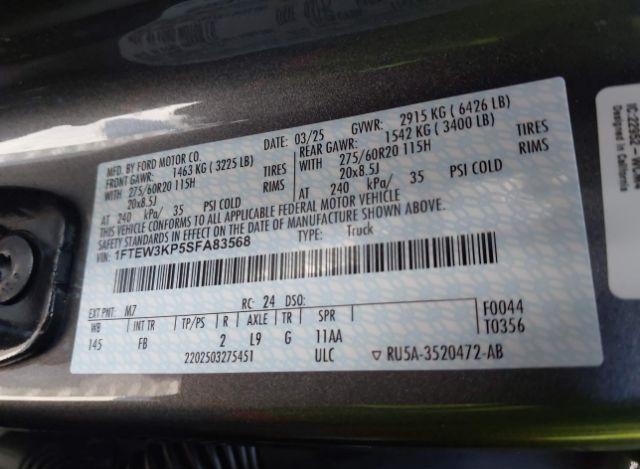 MFD. BY FORD MOTOR CO.
DATE: 03/25 GVWR: 2915 KG ( 6426 LB)
FRONT GAWR: 1463 KG ( 3225 LB) REAR GAWR: 1542 KG ( 3400 LB)
WITH 275/60R20 115H TIRES WITH 275/60R20 115H TIRES
20x8.5J RIMS 20x8.5J RIMS
AT 240 kPa/ 35 PSI COLD AT 240 kPa/ 35 PSI COLD
THIS VEHICLE CONFORMS TO ALL APPLICABLE FEDERAL MOTOR VEHICLE
SAFETY STANDARDS IN EFFECT ON THE DATE OF MANUFACTURE SHOWN ABOVE.
1FTEW3KP5SFA83568 TYPE: Truck
EXT PNT: M7 RC: 24 DSO: F0044
WB INT TR TP/PS R AXLE TR SPR T0356
145 FB 2 L9 G 11AA
2202503275451 ULC ▽ RU5A-3520472-AB
Designed in California